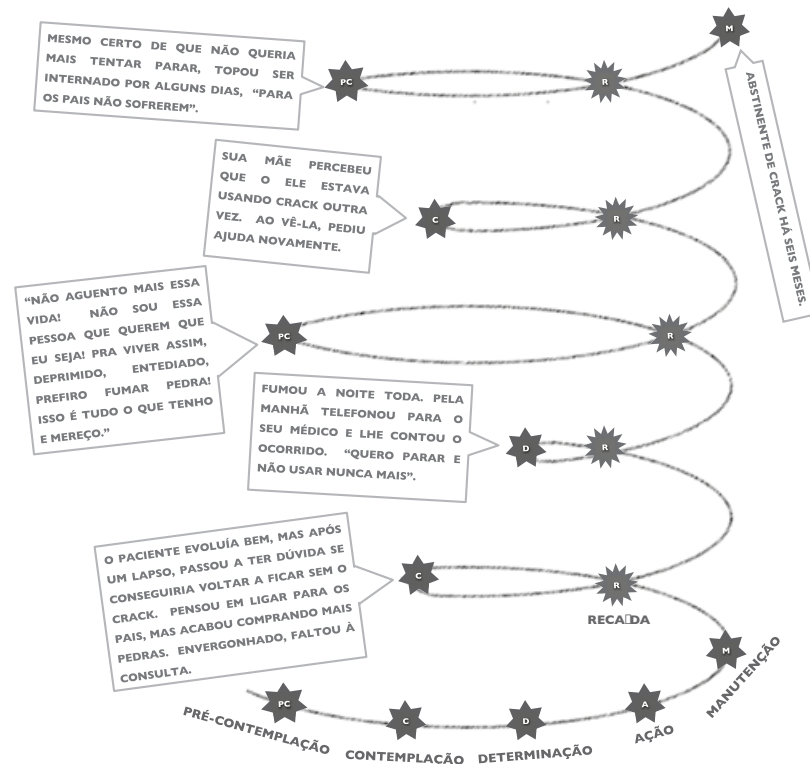 M
MESMO CERTO DE QUE NÃO QUERIA
MAIS TENTAR PARAR, TOPOU SER
INTERNADO POR ALGUNS DIAS, “PARA
OS PAIS NÃO SOFREREM”.
PC
R
ABSTINENTE DE CRACK HÁ SEIS MESES.
SUA MÃE PERCEBEU
QUE O ELE ESTAVA
USANDO CRACK OUTRA
VEZ. AO VÊ-LA, PEDIU
AJUDA NOVAMENTE.
C
R
“NÃO AGUENTO MAIS ESSA
VIDA! NÃO SOU ESSA
PESSOA QUE QUEREM QUE
EU SEJA! PRA VIVER ASSIM,
DEPRIMIDO, ENTEDIADO,
PREFIRO FUMAR PEDRA!
ISSO É TUDO O QUE TENHO
E MEREÇO.”
PC
R
FUMOU A NOITE TODA. PELA
MANHÃ TELEFONOU PARA O
SEU MÉDICO E LHE CONTOU O
OCORRIDO. “QUERO PARAR E
NÃO USAR NUNCA MAIS”.
D
R
O PACIENTE EVOLUÍA BEM, MAS APÓS
UM LAPSO, PASSOU A TER DÚVIDA SE
CONSEGUIRIA VOLTAR A FICAR SEM O
CRACK. PENSOU EM LIGAR PARA OS
PAIS, MAS ACABOU COMPRANDO MAIS
PEDRAS. ENVERGONHADO, FALTOU À
CONSULTA.
C
R
RECA▯DA
M
MANUTENÇÃO
PC
C
D
A
PRÉ-CONTEMPLAÇÃO
CONTEMPLAÇÃO
DETERMINAÇÃO
AÇÃO